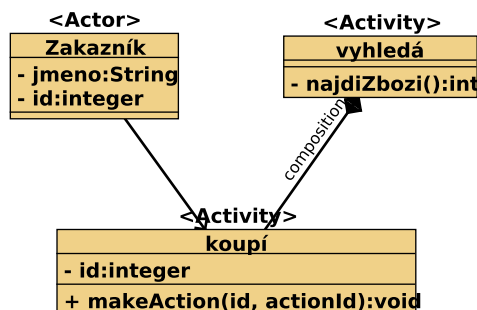 <Actor>
Zakazník
- jmeno:String
- id:integer
<Activity>
vyhledá
- najdiZbozi():int
composition
<Activity>
koupí
- id:integer
+ makeAction(id, actionId):void